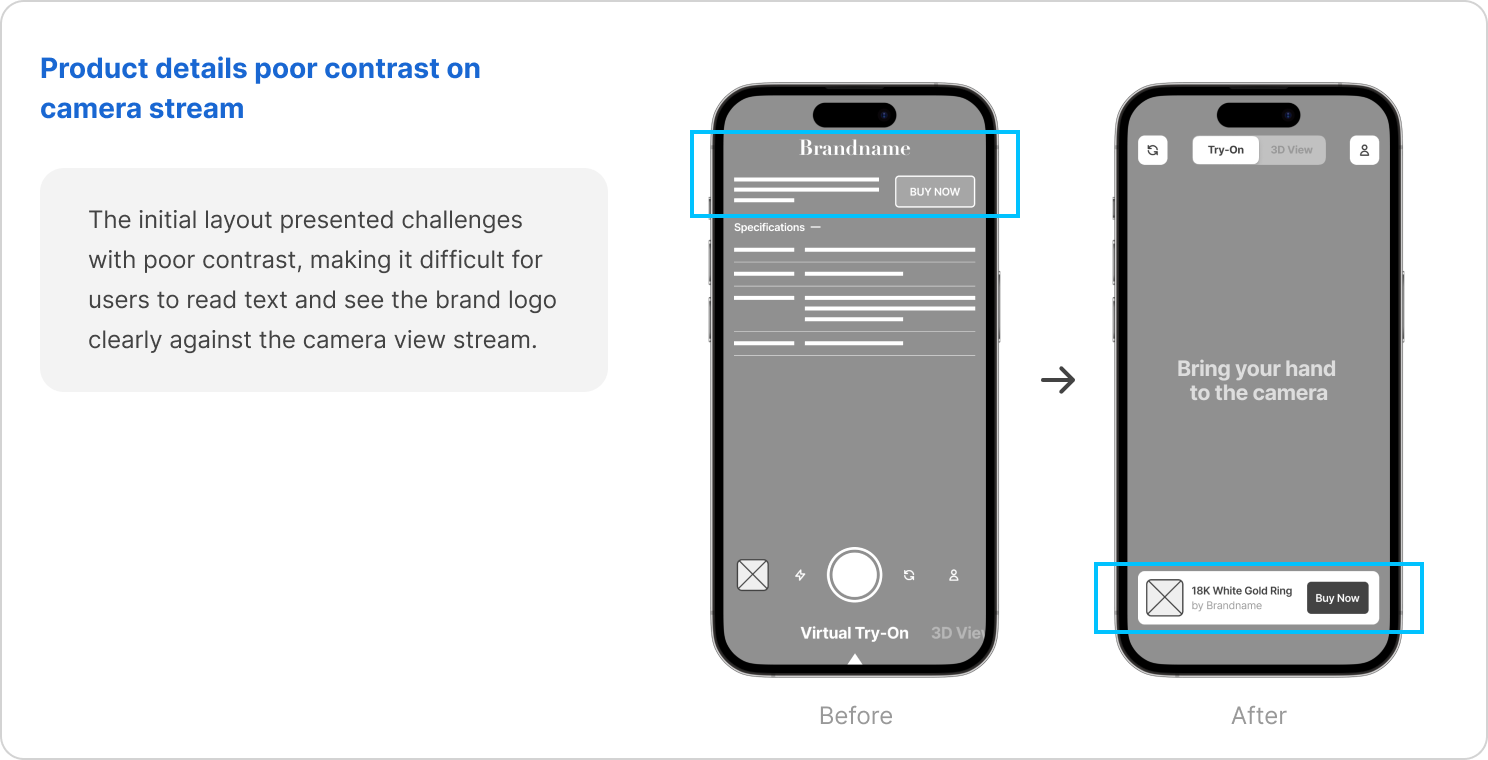 Product details poor contrast on
camera stream
The initial layout presented challenges
with poor contrast, making it difficult for
users to read text and see the brand logo
clearly against the camera view stream.
Brandname
BUY NOW
Specifications
Virtual Try-On 3D View
Before
Try-On 3D View
Bring your hand
to the camera
18K White Gold Ring
by Brandname
Buy Now
After